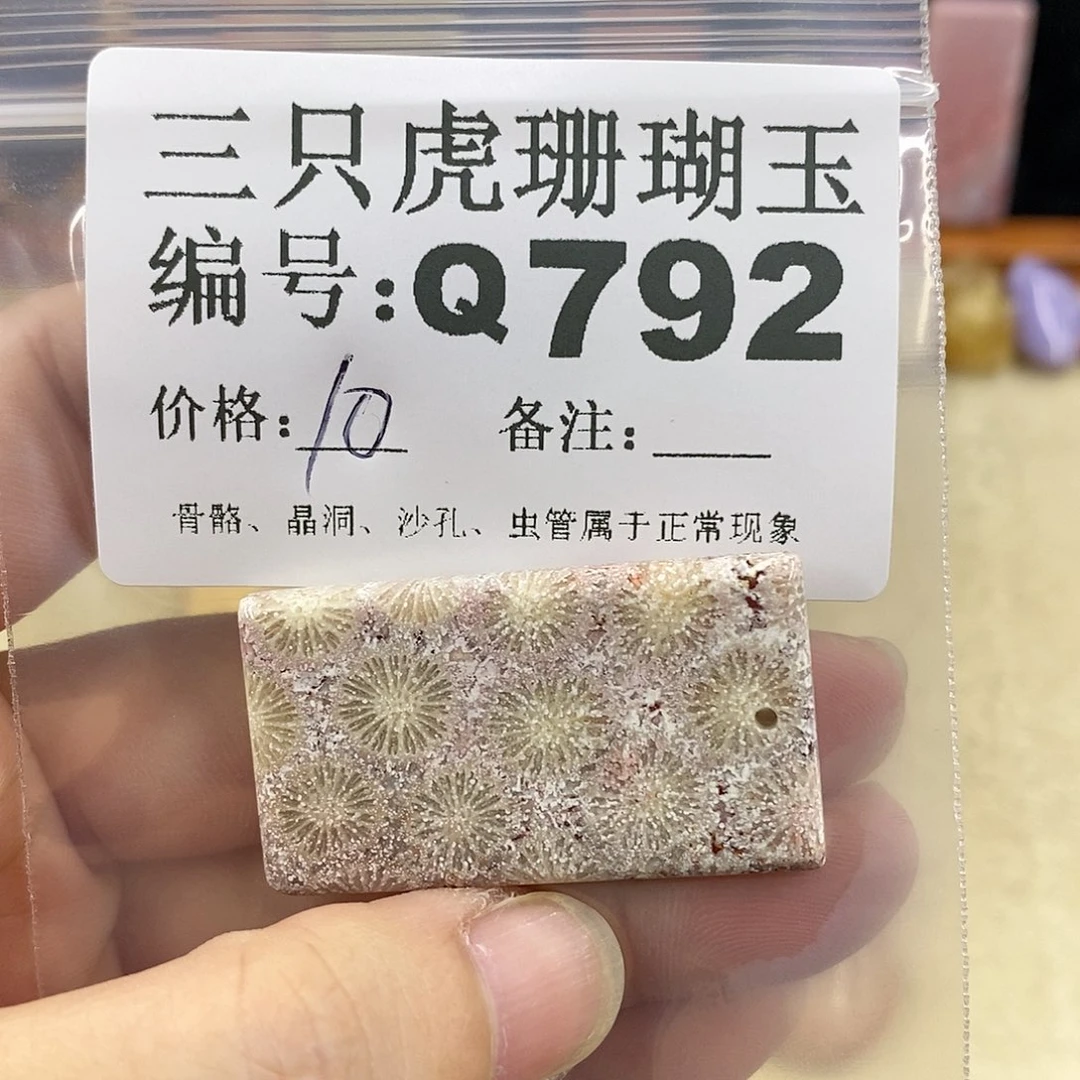 三只虎珊瑚玉
编号:Q792
价格:10 备注:____
骨骼、晶洞、沙孔、虫管属于正常现象